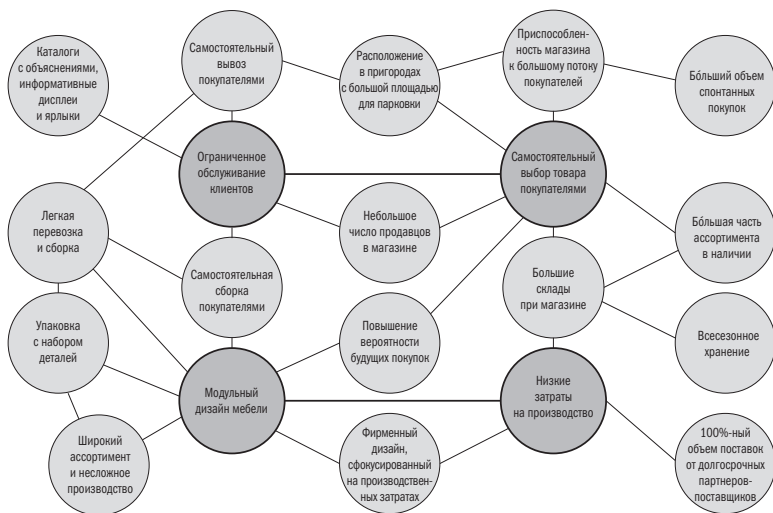 Каталоги
с объяснениями,
информативные
дисплеи
и ярлыки
Самостоятельный
вывоз
покупателями
Расположение
в пригородах
с большой площадью
для парковки
Приспособлен-
ность магазина
к большому потоку
покупателей
Бо́льший объем
спонтанных
покупок
Ограниченное
обслуживание
клиентов
Самостоятельный
выбор товара
покупателями
Легкая
перевозка
и сборка
Небольшое
число продавцов
в магазине
Бо́льшая часть
ассортимента
в наличии
Самостоятельная
сборка
покупателями
Большие
склады
при магазине
Упаковка
с набором
деталей
Повышение
вероятности
будущих покупок
Всесезонное
хранение
Модульный
дизайн мебели
Низкие
затраты
на производство
Широкий
ассортимент
и несложное
производство
Фирменный
дизайн,
сфокусированный
на производствен-
ных затратах
100%-ный
объем поставок
от долгосрочных
партнеров-
поставщиков